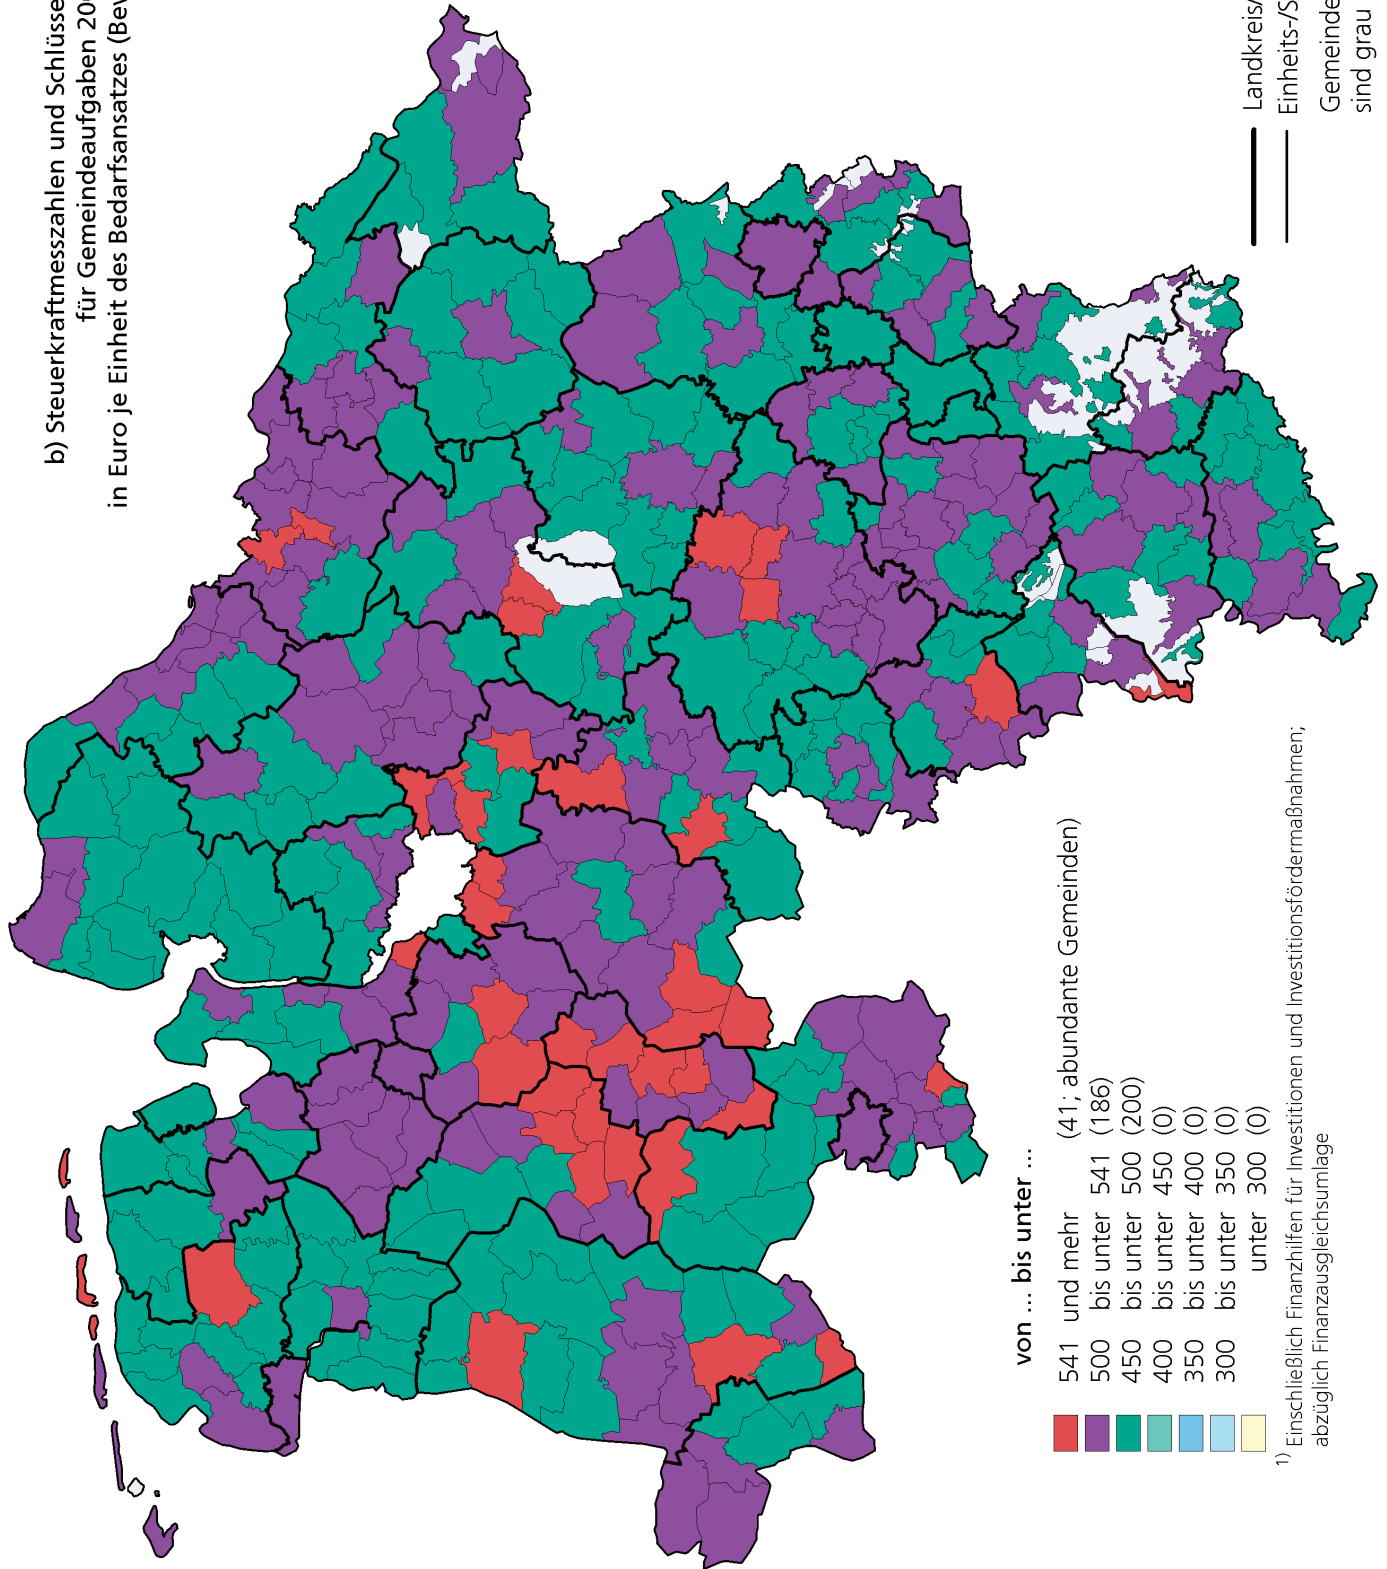 b) Steuerkraftmesszahlen und Schlüsse
für Gemeindeaufgaben 200
in Euro je Einheit des Bedarfsansatzes (Bev
von ... bis unter ...
541 und mehr (41; abundante Gemeinden)
500 bis unter 541 (186)
450 bis unter 500 (200)
400 bis unter 450 (0)
350 bis unter 400 (0)
300 bis unter 350 (0)
unter 300 (0)
Landkreis/
Einheits-/S
Gemeinde
sind grau
1) Einschließlich Finanzhilfen für Investitionen und Investitionsfördermaßnahmen;
abzüglich Finanzausgleichsumlage